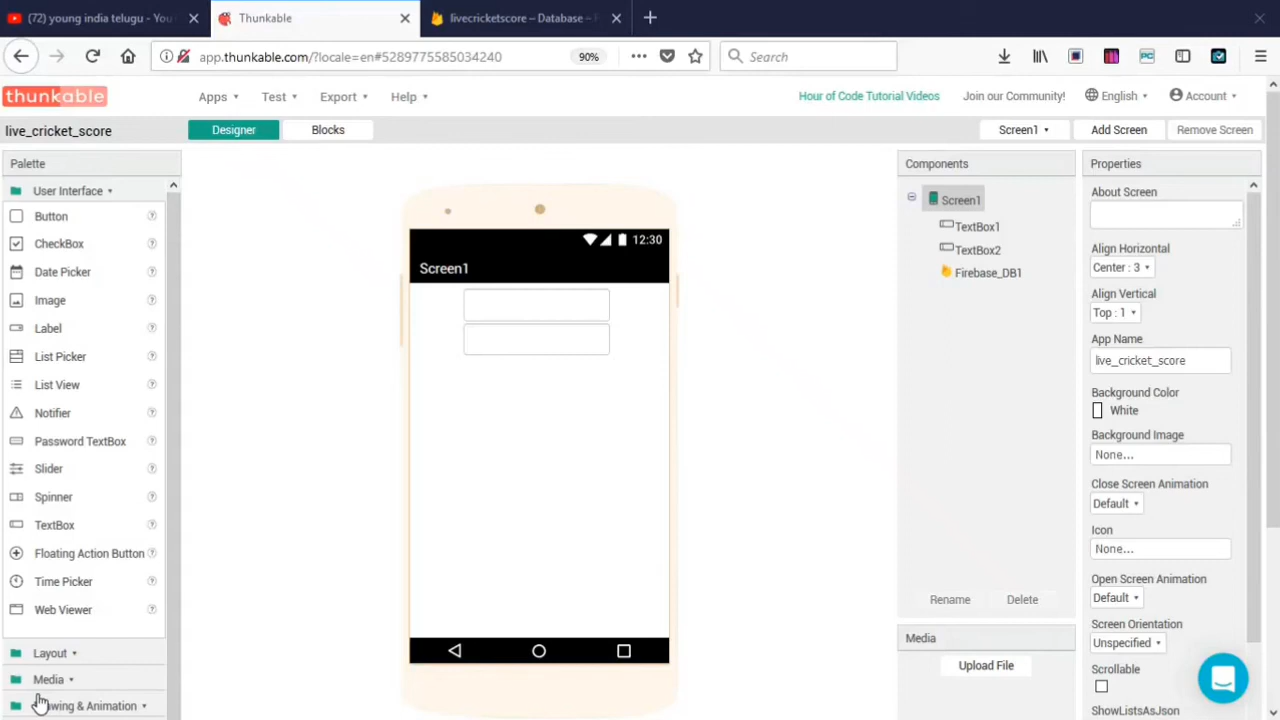 (72) young india telugu - You
Thunkable
livecricketscore – Database –
app.thunkable.com/?locale=en#5289775585034240
90%
Search
thunkable
Apps
Test
Export
Help
Hour of Code Tutorial Videos
Join our Community!
English
Account
live_cricket_score
Designer
Blocks
Screen1
Add Screen
Remove Screen
Palette
User Interface
Button
CheckBox
Date Picker
Image
Label
List Picker
List View
Notifier
Password TextBox
Slider
Spinner
TextBox
Floating Action Button
Time Picker
Web Viewer
Layout
Media
wing & Animation
12:30
Screen1
Components
Screen1
TextBox1
TextBox2
Firebase_DB1
Rename
Delete
Media
Upload File
Properties
About Screen
Align Horizontal
Center : 3
Align Vertical
Top : 1
App Name
live_cricket_score
Background Color
White
Background Image
None...
Close Screen Animation
Default
Icon
None...
Open Screen Animation
Default
Screen Orientation
Unspecified
Scrollable
ShowListsAsJson